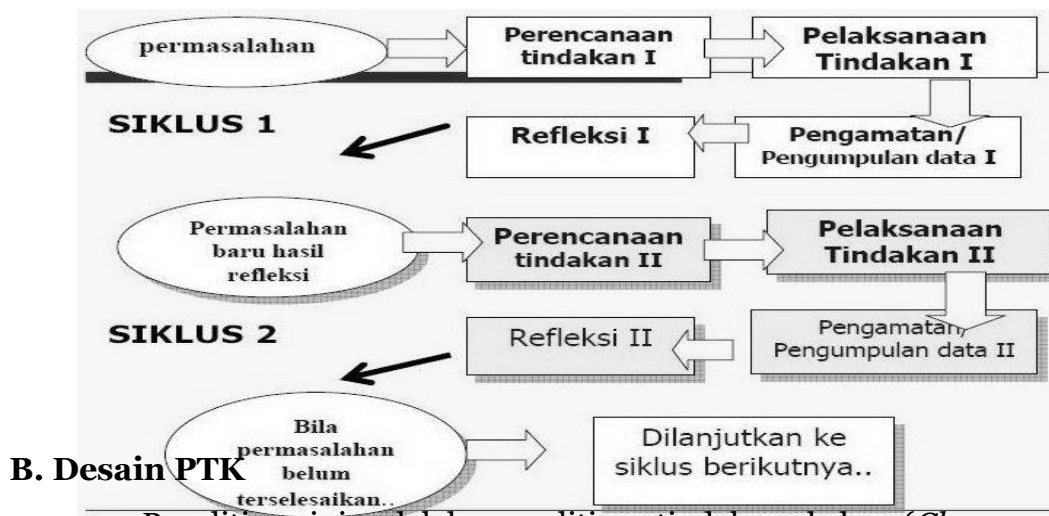 permasalahan
Perencanaan
tindakan I
Pelaksanaan
Tindakan I
SIKLUS 1
Refleksi I
Pengamatan/
Pengumpulan data I
Permasalahan
baru hasil
refleksi
Perencanaan
tindakan II
Pelaksanaan
Tindakan II
SIKLUS 2
Refleksi II
Pengamatan/
Pengumpulan data II
Bila
permasalahan
belum
terselesaikan..
Dilanjutkan ke
siklus berikutnya..
B. Desain PTK